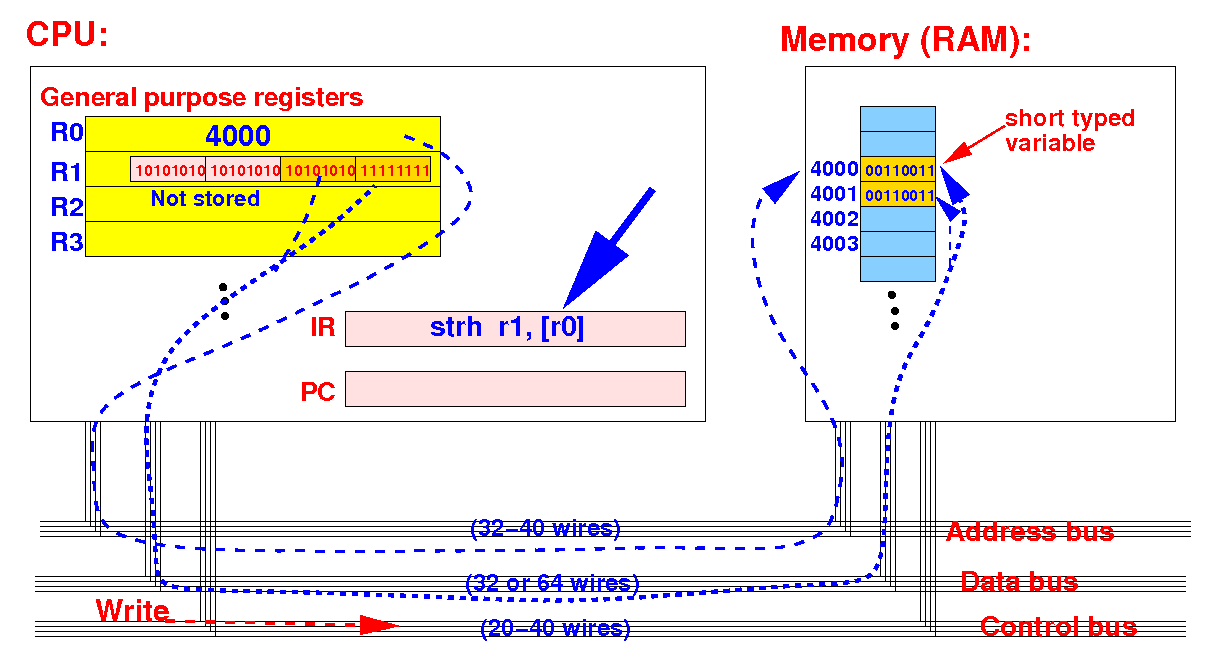 CPU:
Memory (RAM):
General purpose registers
R0 4000
R1 10101010 10101010 10101010 11111111
Not stored
R2
R3
IR strh r1, [r0]
PC
short typed
variable
4000 00110011
4001 00110011
4002
4003
(32−40 wires) Address bus
(32 or 64 wires) Data bus
Write
(20−40 wires) Control bus